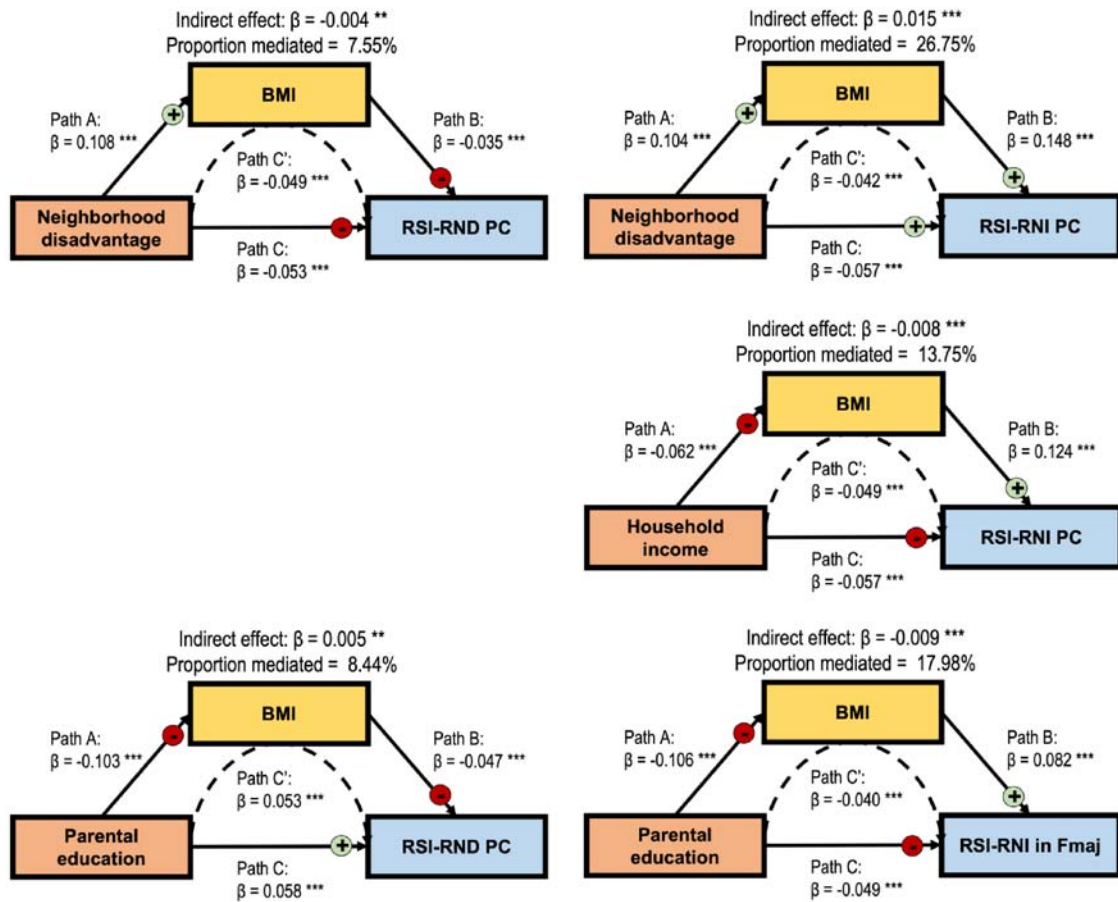 Indirect effect: β = -0.004 **
Proportion mediated = 7.55%
BMI
Path A:
β = 0.108 ***
Path B:
β = -0.035 ***
Path C':
β = -0.049 ***
Neighborhood
disadvantage
RSI-RND PC
Path C:
β = -0.053 ***
Indirect effect: β = 0.015 ***
Proportion mediated = 26.75%
BMI
Path A:
β = 0.104 ***
Path B:
β = 0.148 ***
Path C':
β = -0.042 ***
Neighborhood
disadvantage
RSI-RNI PC
Path C:
β = -0.057 ***
Indirect effect: β = -0.008 ***
Proportion mediated = 13.75%
BMI
Path A:
β = -0.062 ***
Path B:
β = 0.124 ***
Path C':
β = -0.049 ***
Household
income
RSI-RNI PC
Path C:
β = -0.057 ***
Indirect effect: β = 0.005 **
Proportion mediated = 8.44%
BMI
Path A:
β = -0.103 ***
Path B:
β = -0.047 ***
Path C':
β = 0.053 ***
Parental
education
RSI-RND PC
Path C:
β = 0.058 ***
Indirect effect: β = -0.009 ***
Proportion mediated = 17.98%
BMI
Path A:
β = -0.106 ***
Path B:
β = 0.082 ***
Path C':
β = -0.040 ***
Parental
education
RSI-RNI in Fmaj
Path C:
β = -0.049 ***